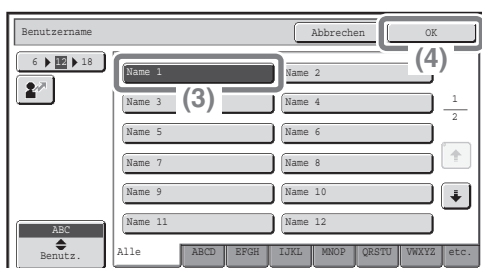 Benutzername
Abbrechen
OK
(4)
6 12 18
Name 1
Name 2
(3)
Name 3
Name 4
1
2
Name 5
Name 6
Name 7
Name 8
Name 9
Name 10
Name 11
Name 12
ABC
Benutz.
Alle ABCD EFGH IJKL MNOP QRSTU VWXYZ etc.